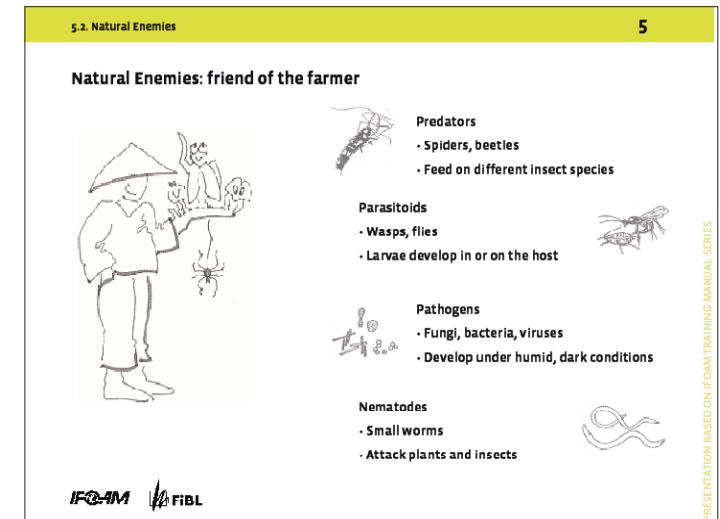 5.2. Natural Enemies
5
Natural Enemies: friend of the farmer
Predators
• Spiders, beetles
• Feed on different insect species
Parasitoids
• Wasps, flies
• Larvae develop in or on the host
Pathogens
• Fungi, bacteria, viruses
• Develop under humid, dark conditions
Nematodes
• Small worms
• Attack plants and insects
IFOAM
FiBL
PRESENTATION BASED ON IFOAM TRAINING MANUAL SERIES